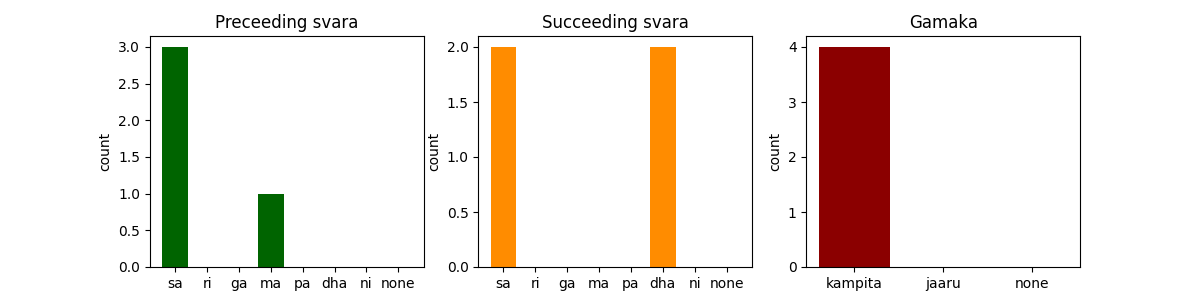 Preceeding svara
count
3.0
2.5
2.0
1.5
1.0
0.5
0.0
sa ri ga ma pa dha ni none
Succeeding svara
count
2.0
1.5
1.0
0.5
0.0
sa ri ga ma pa dha ni none
Gamaka
count
4
3
2
1
0
kampita jaaru none